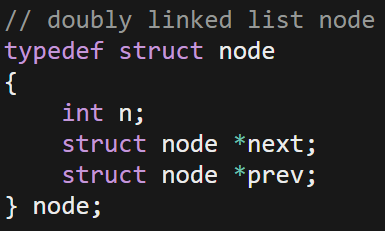 // doubly linked list node
typedef struct node
{
    int n;
    struct node *next;
    struct node *prev;
} node;